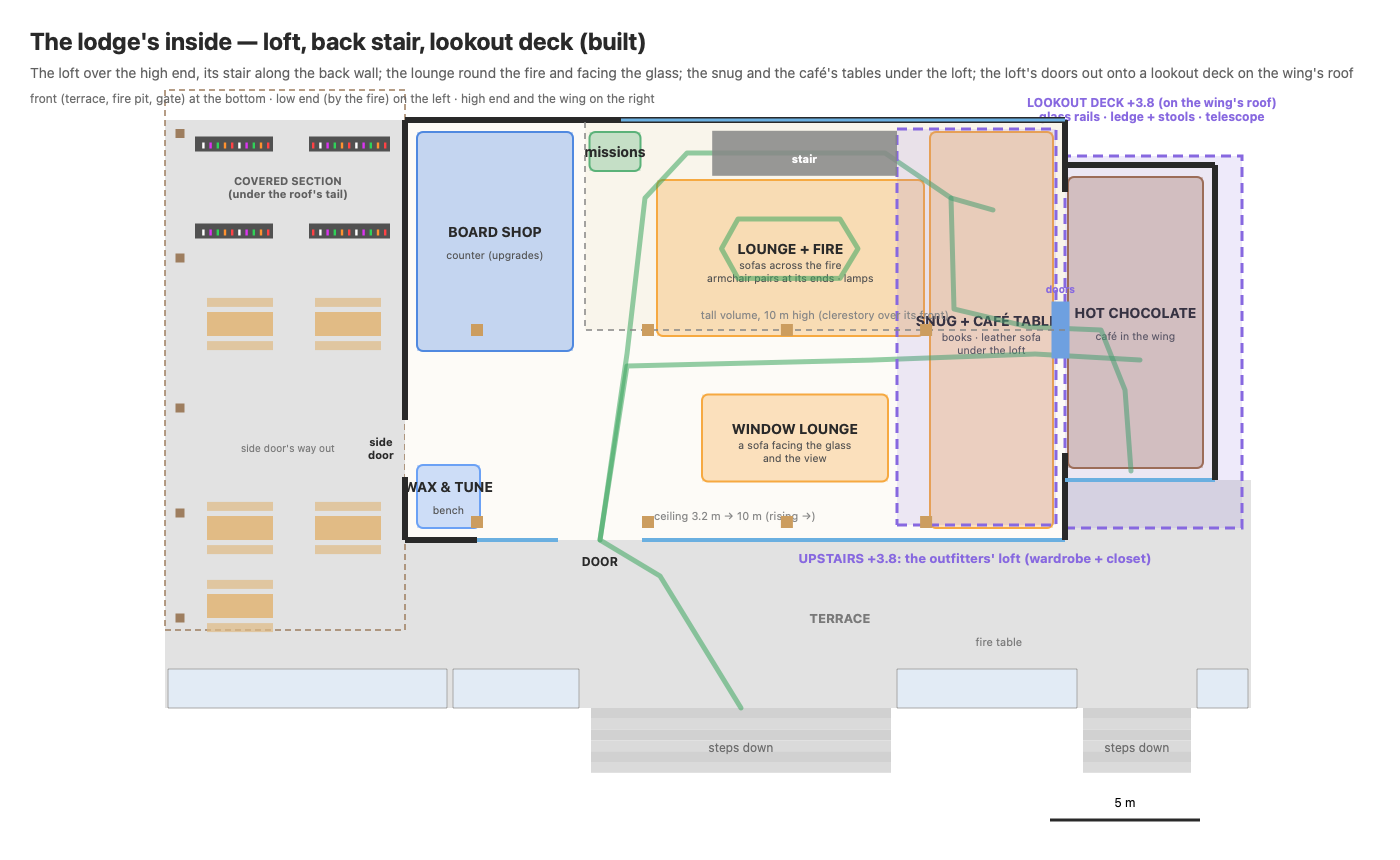 The lodge's inside — loft, back stair, lookout deck (built)
The loft over the high end, its stair along the back wall; the lounge round the fire and facing the glass; the snug and the café's tables under the loft; the loft's doors out onto a lookout deck on the wing's roof
front (terrace, fire pit, gate) at the bottom · low end (by the fire) on the left · high end and the wing on the right
LOOKOUT DECK +3.8 (on the wing's roof)
glass rails · ledge + stools · telescope
missions
stair
COVERED SECTION
(under the roof's tail)
BOARD SHOP
counter (upgrades)
LOUNGE + FIRE
sofas across the fire
armchair pairs at its ends · lamps
tall volume, 10 m high (clerestory over its front)
doors
SNUG + CAFÉ TABL
books · leather sofa
under the loft
HOT CHOCOLATE
café in the wing
WINDOW LOUNGE
a sofa facing the glass
and the view
side door's way out
side
door
WAX & TUNE
bench
ceiling 3.2 m → 10 m (rising →)
DOOR
UPSTAIRS +3.8: the outfitters' loft (wardrobe + closet)
TERRACE
fire table
steps down
steps down
5 m